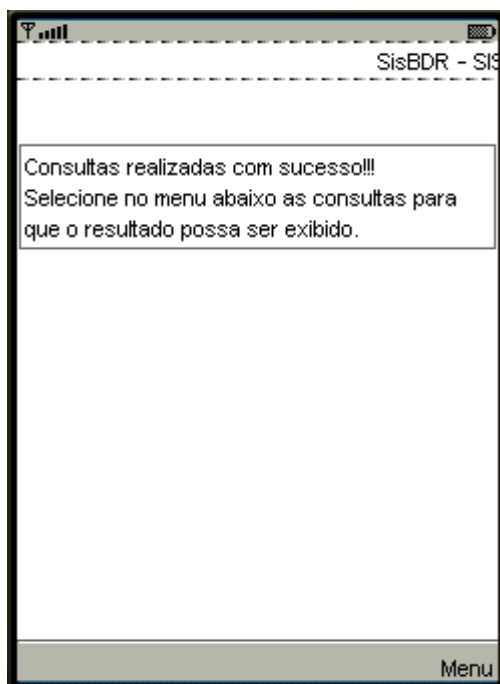 SisBDR - SIS
Consultas realizadas com sucesso!!!
Selecione no menu abaixo as consultas para
que o resultado possa ser exibido.
Menu